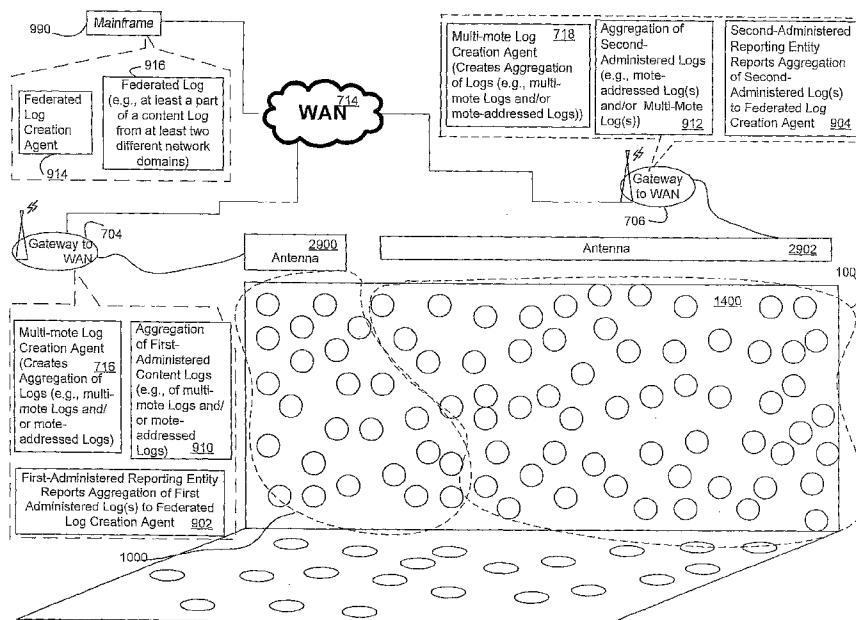 990
Mainframe
916
Federated Log
(e.g., at least a
part of a content Log
from at least two
different network
domains)
Federated
Log
Creation
Agent
914
WAN 714
Multi-mote Log 718
Creation Agent
(Creates
Aggregation of
Logs (e.g., multi-
mote Logs and/or
mote-addressed
Logs))
Aggregation of
Second-
Administered Logs
(e.g., mote-
addressed Log(s)
and/or Multi-Mote
Log(s))
912
Second-Administered
Reporting Entity
Reports Aggregation
of Second-
Administered Log(s)
to Federated Log
Creation Agent 904
Gateway
to WAN
706
704
Gateway to
WAN
2900
Antenna
Antenna 2902
100
1400
Multi-mote Log
Creation Agent
(Creates 716
Aggregation of
Logs (e.g., multi-
mote Logs and/
or mote-
addressed Logs)
Aggregation
of First-
Administered
Content Logs
(e.g., of multi-
mote Logs and/
or mote-
addressed
Logs) 910
First-Administered Reporting Entity
Reports Aggregation of First
Administered Log(s) to Federated
Log Creation Agent 902
1000